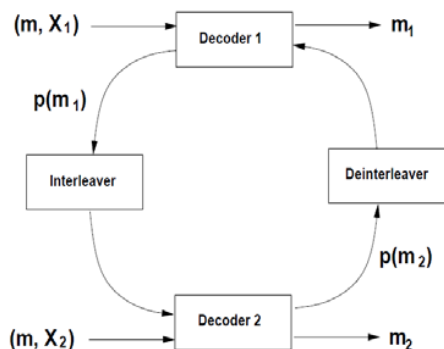 (m, X1)
Decoder 1
m1
p(m1)
Interleaver
Deinterleaver
p(m2)
(m, X2)
Decoder 2
m2